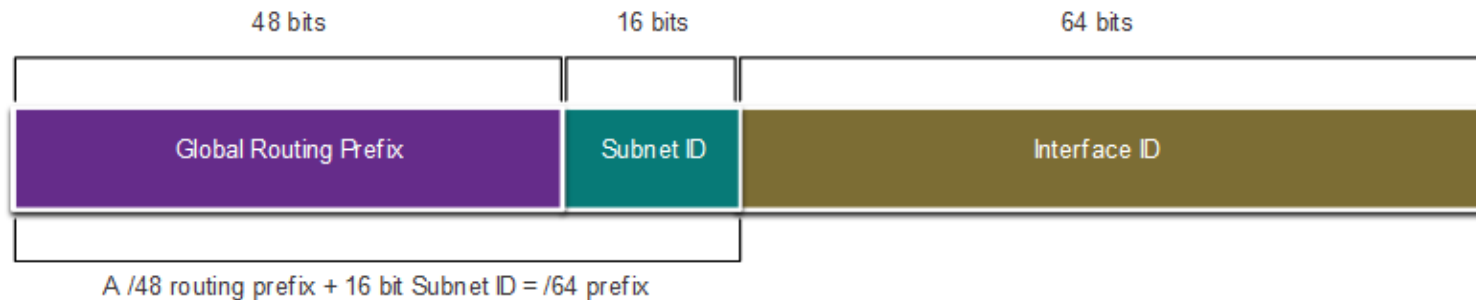 48 bits 16 bits 64 bits
Global Routing Prefix Subnet ID Interface ID
A /48 routing prefix + 16 bit Subnet ID = /64 prefix